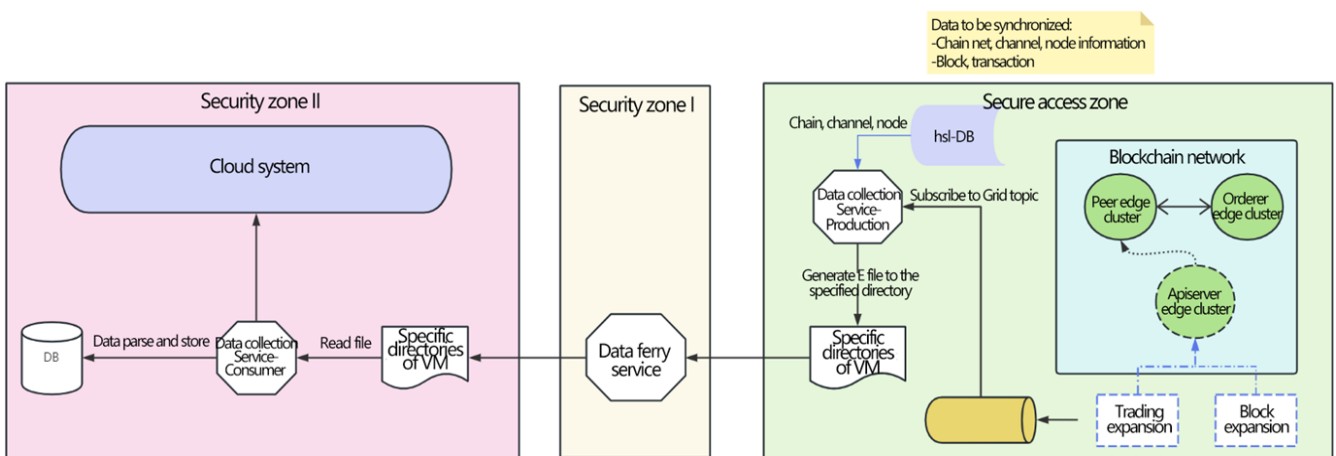 Data to be synchronized:
-Chain net, channel, node information
-Block, transaction
Security zone II
Cloud system
DB
Data parse and store
Data collection
Service-
Consumer
Read file
Specific
directories
of VM
Security zone I
Data ferry
service
Secure access zone
Chain, channel, node
hsl-DB
Data collection
Service-
Production
Subscribe to Grid topic
Generate E file to the
specified directory
Specific
directories
of VM
Blockchain network
Peer edge
cluster
Orderer
edge cluster
Apiserver
edge cluster
Trading
expansion
Block
expansion